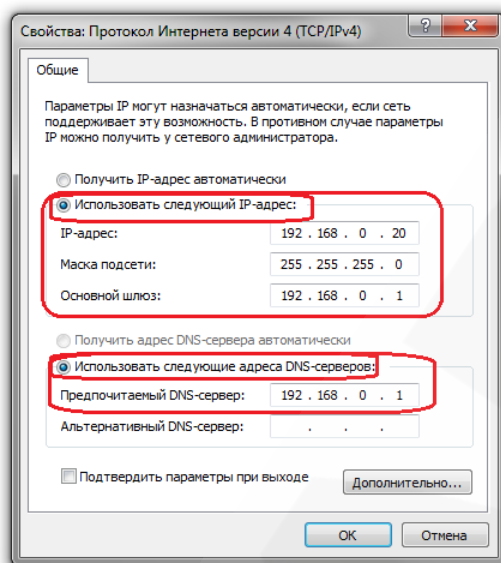 Свойства: Протокол Интернета версии 4 (TCP/IPv4)
Общие
Параметры IP могут назначаться автоматически, если сеть
поддерживает эту возможность. В противном случае параметры
IP можно получить у сетевого администратора.
Получить IP-адрес автоматически
Использовать следующий IP-адрес:
IP-адрес: 192 . 168 . 0 . 20
Маска подсети: 255 . 255 . 255 . 0
Основной шлюз: 192 . 168 . 0 . 1
Получить адрес DNS-сервера автоматически
Использовать следующие адреса DNS-серверов:
Предпочитаемый DNS-сервер: 192 . 168 . 0 . 1
Альтернативный DNS-сервер: . . .
Подтвердить параметры при выходе
Дополнительно...
ОК Отмена